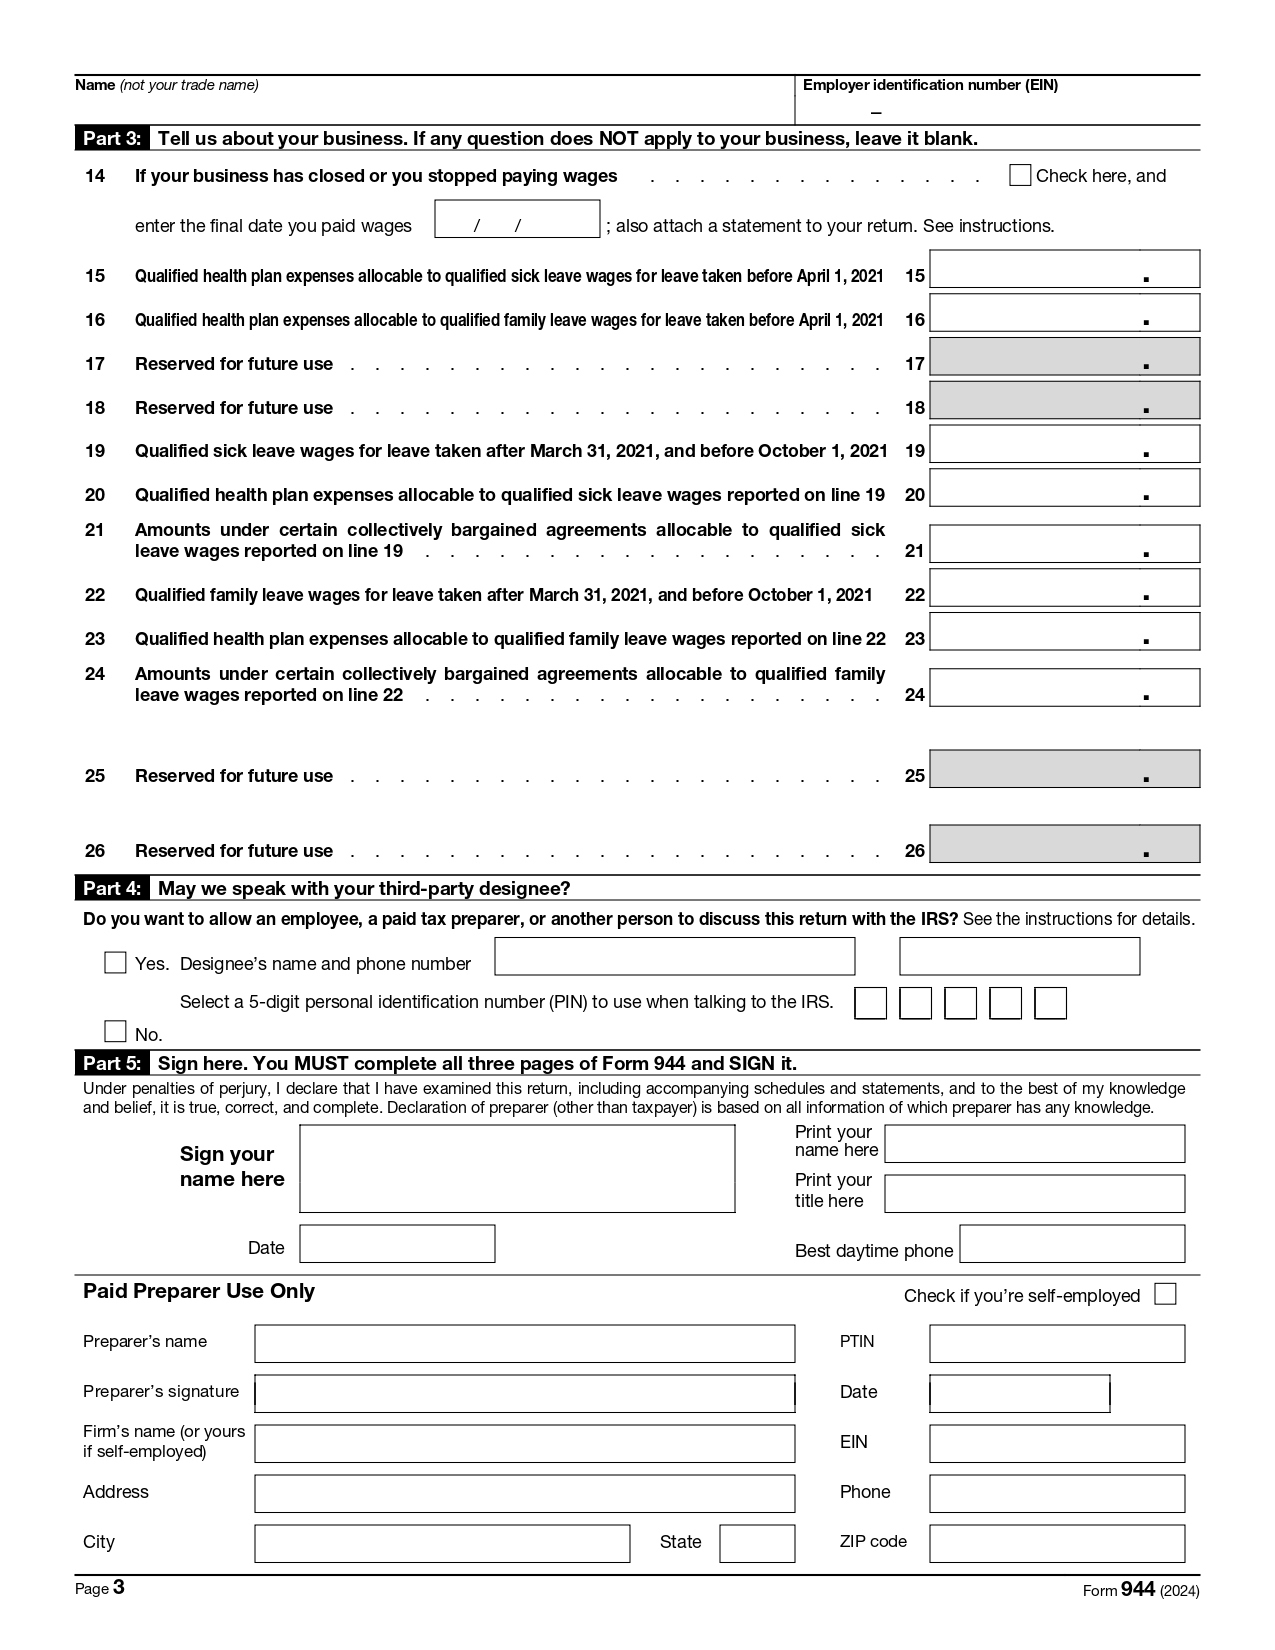 Name (not your trade name) Employer identification number (EIN)
–
Part 3: Tell us about your business. If any question does NOT apply to your business, leave it blank.
14 If your business has closed or you stopped paying wages . . . . . . . . . . . . . . Check here, and
enter the final date you paid wages / / ; also attach a statement to your return. See instructions.
15 Qualified health plan expenses allocable to qualified sick leave wages for leave taken before April 1, 2021 15 .
16 Qualified health plan expenses allocable to qualified family leave wages for leave taken before April 1, 2021 16 .
17 Reserved for future use . . . . . . . . . . . . . . . . . . . . . . 17 .
18 Reserved for future use . . . . . . . . . . . . . . . . . . . . . . 18 .
19 Qualified sick leave wages for leave taken after March 31, 2021, and before October 1, 2021 19 .
20 Qualified health plan expenses allocable to qualified sick leave wages reported on line 19 20 .
21 Amounts under certain collectively bargained agreements allocable to qualified sick
leave wages reported on line 19 . . . . . . . . . . . . . . . . . . . 21 .
22 Qualified family leave wages for leave taken after March 31, 2021, and before October 1, 2021 22 .
23 Qualified health plan expenses allocable to qualified family leave wages reported on line 22 23 .
24 Amounts under certain collectively bargained agreements allocable to qualified family
leave wages reported on line 22 . . . . . . . . . . . . . . . . . . . 24 .
25 Reserved for future use . . . . . . . . . . . . . . . . . . . . . . 25 .
26 Reserved for future use . . . . . . . . . . . . . . . . . . . . . . 26 .
Part 4: May we speak with your third-party designee?
Do you want to allow an employee, a paid tax preparer, or another person to discuss this return with the IRS? See the instructions for details.
Yes. Designee’s name and phone number
Select a 5-digit personal identification number (PIN) to use when talking to the IRS.
No.
Part 5: Sign here. You MUST complete all three pages of Form 944 and SIGN it.
Under penalties of perjury, I declare that I have examined this return, including accompanying schedules and statements, and to the best of my knowledge
and belief, it is true, correct, and complete. Declaration of preparer (other than taxpayer) is based on all information of which preparer has any knowledge.
Sign your
name here
Print your
name here
Print your
title here
Date Best daytime phone
Paid Preparer Use Only Check if you’re self-employed
Preparer’s name PTIN
Preparer’s signature Date
Firm’s name (or yours
if self-employed) EIN
Address Phone
City State ZIP code
Page 3 Form 944 (2024)